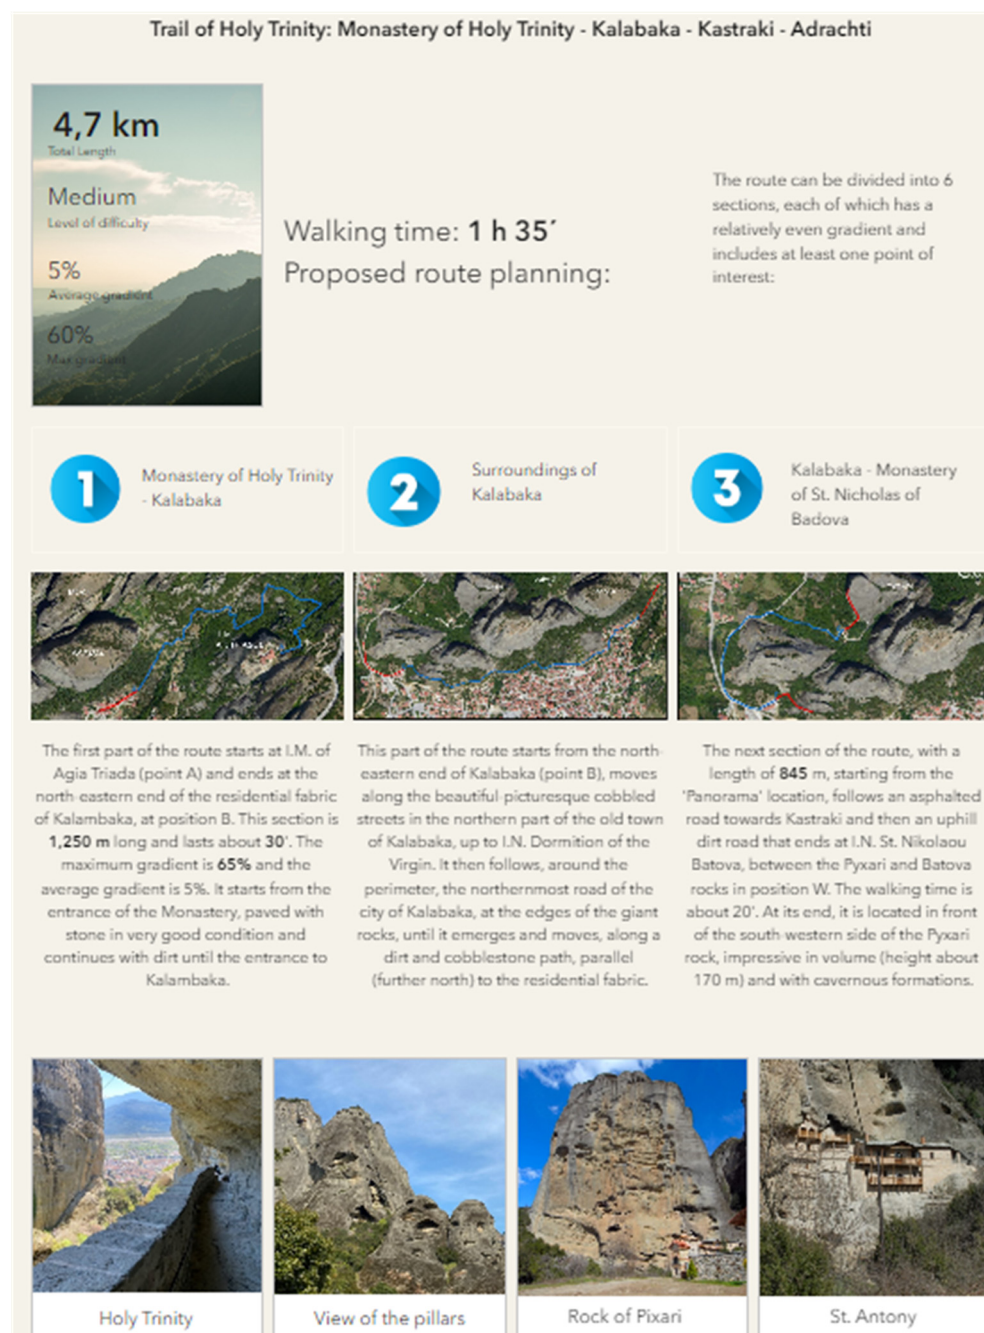 Trail of Holy Trinity: Monastery of Holy Trinity - Kalabaka - Kastraki - Adrachti
4,7 km
Total Length
Medium
Level of difficulty
5%
Average gradient
60%
Max gradient
Walking time: 1 h 35´
Proposed route planning:
The route can be divided into 6
sections, each of which has a
relatively even gradient and
includes at least one point of
interest:
1
Monastery of Holy Trinity
- Kalabaka
2
Surroundings of
Kalabaka
3
Kalabaka - Monastery
of St. Nicholas of
Badova
The first part of the route starts at I.M. of
Agia Triada (point A) and ends at the
north-eastern end of the residential fabric
of Kalambaka, at position B. This section is
1,250 m long and lasts about 30'. The
maximum gradient is 65% and the
average gradient is 5%. It starts from the
entrance of the Monastery, paved with
stone in very good condition and
continues with dirt until the entrance to
Kalambaka.
This part of the route starts from the north-
eastern end of Kalabaka (point B), moves
along the beautiful-picturesque cobbled
streets in the northern part of the old town
of Kalabaka, up to I.N. Dormition of the
Virgin. It then follows, around the
perimeter, the northernmost road of the
city of Kalabaka, at the edges of the giant
rocks, until it emerges and moves, along a
dirt and cobblestone path, parallel
(further north) to the residential fabric.
The next section of the route, with a
length of 845 m, starting from the
'Panorama' location, follows an asphalted
road towards Kastraki and then an uphill
dirt road that ends at I.N. St. Nikolaou
Batova, between the Pyxari and Batova
rocks in position W. The walking time is
about 20'. At its end, it is located in front
of the south-western side of the Pyxari
rock, impressive in volume (height about
170 m) and with cavernous formations.
Holy Trinity
View of the pillars
Rock of Pixari
St. Antony